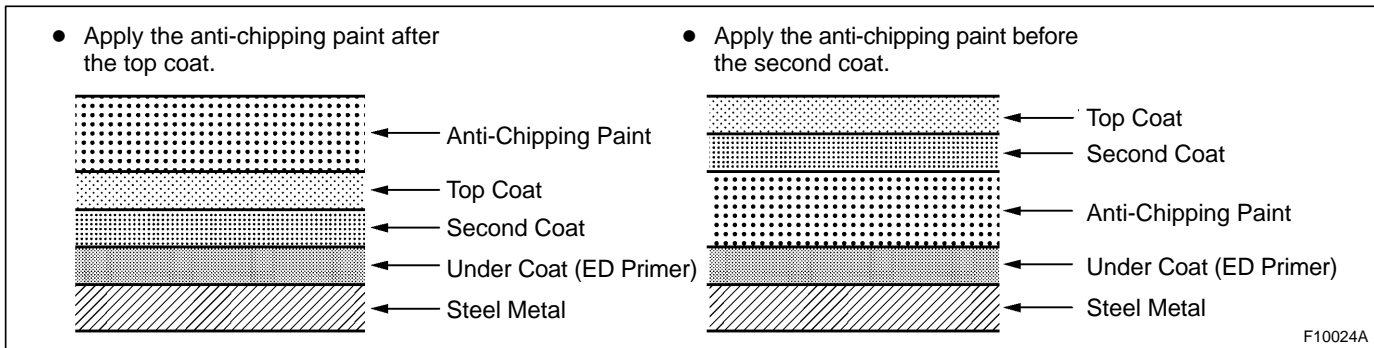 ● Apply the anti-chipping paint after
the top coat.
Anti-Chipping Paint
Top Coat
Second Coat
Under Coat (ED Primer)
Steel Metal
● Apply the anti-chipping paint before
the second coat.
Top Coat
Second Coat
Anti-Chipping Paint
Under Coat (ED Primer)
Steel Metal
F10024A